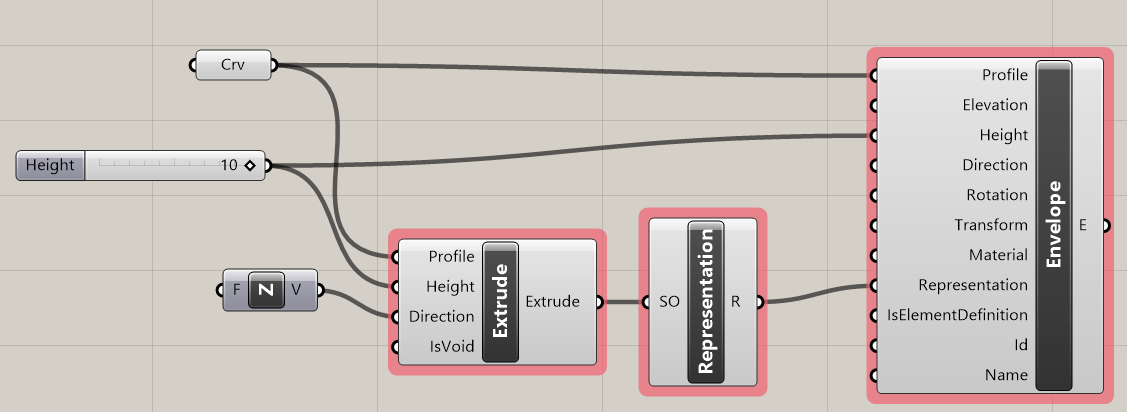 Crv
Height 10
F Z V
Profile
Height
Direction
IsVoid
Extrude
Extrude
SO
Representation
R
Profile
Elevation
Height
Direction
Rotation
Transform
Material
Representation
IsElementDefinition
Id
Name
Envelope
E